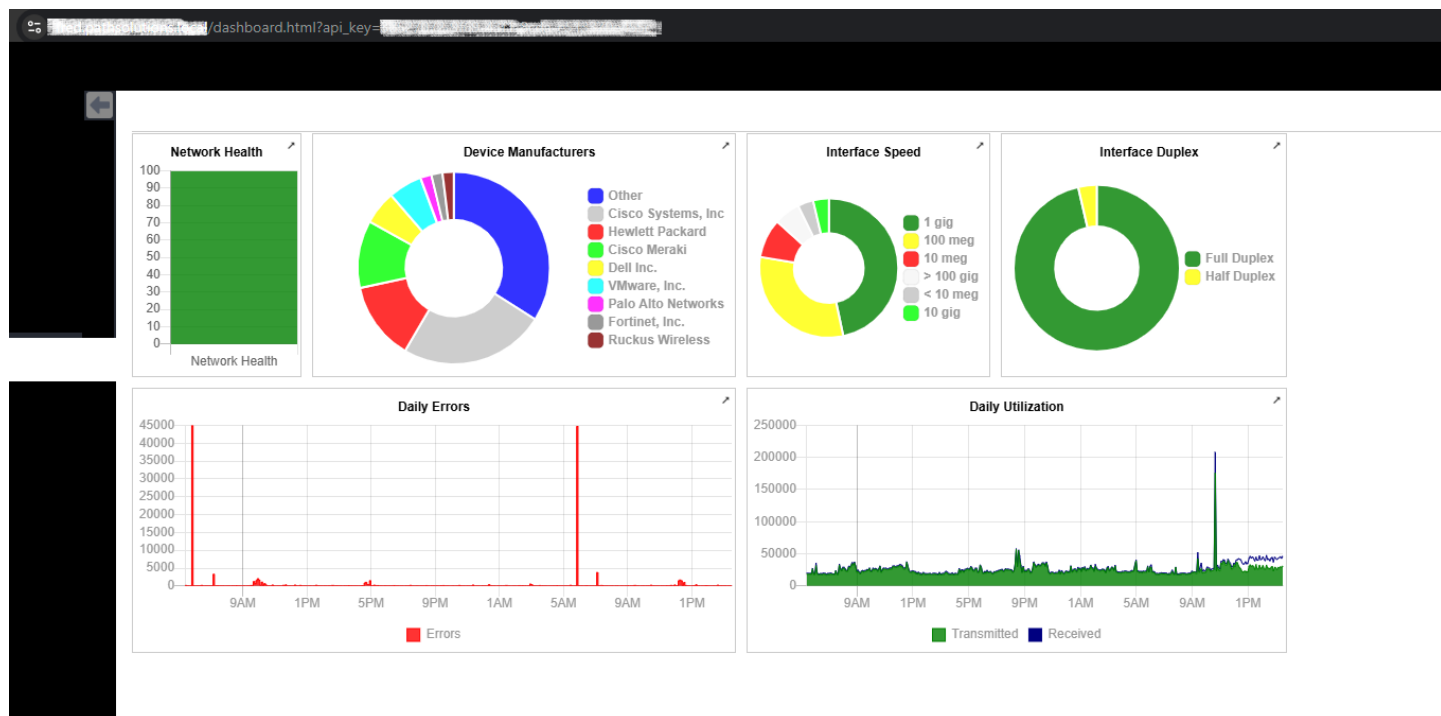 /dashboard.html?api_key=
Network Health
100
90
80
70
60
50
40
30
20
10
0
Network Health
Device Manufacturers
Other
Cisco Systems, Inc
Hewlett Packard
Cisco Meraki
Dell Inc.
VMware, Inc.
Palo Alto Networks
Fortinet, Inc.
Ruckus Wireless
Interface Speed
1 gig
100 meg
10 meg
> 100 gig
< 10 meg
10 gig
Interface Duplex
Full Duplex
Half Duplex
Daily Errors
45000
40000
35000
30000
25000
20000
15000
10000
5000
0
9AM 1PM 5PM 9PM 1AM 5AM 9AM 1PM
Errors
Daily Utilization
250000
200000
150000
100000
50000
0
9AM 1PM 5PM 9PM 1AM 5AM 9AM 1PM
Transmitted Received